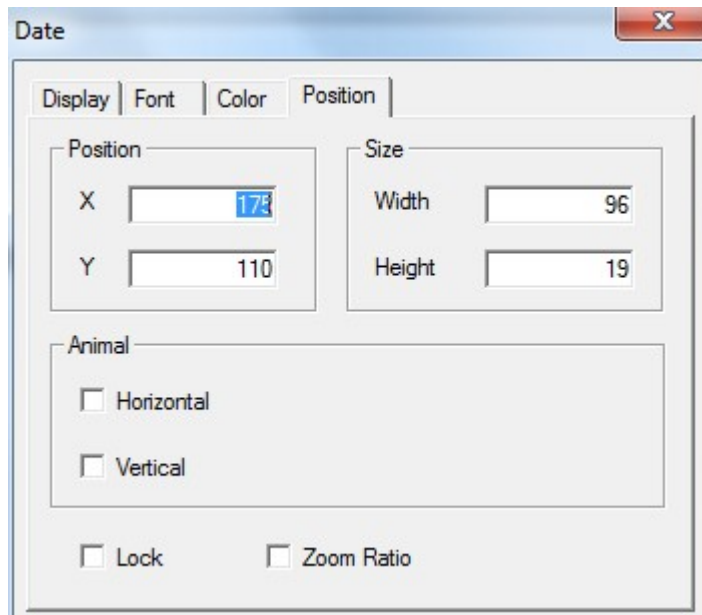 Date
Display Font Color Position
Position Size
X 175 Width 96
Y 110 Height 19
Animal
Horizontal
Vertical
Lock Zoom Ratio